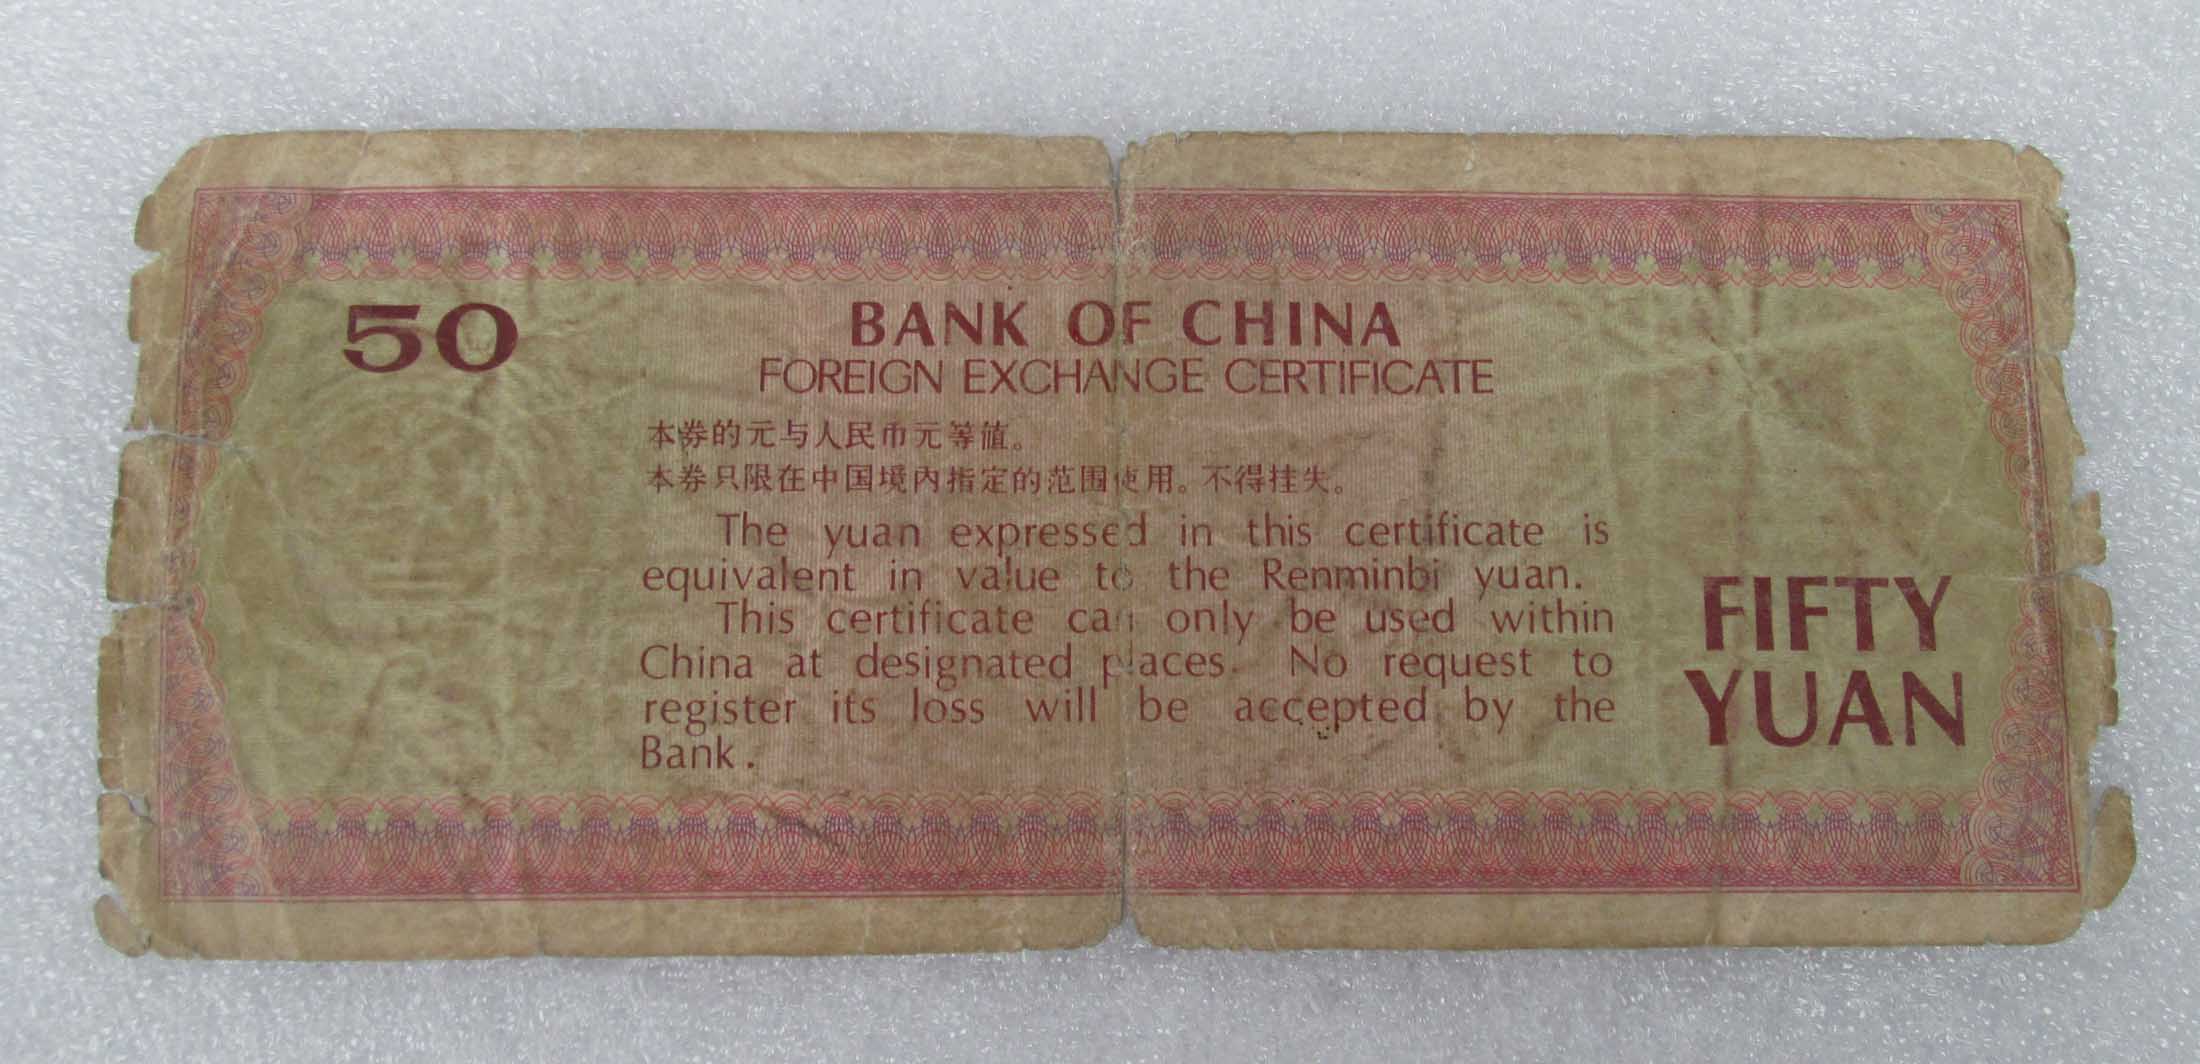 50
BANK OF CHINA
FOREIGN EXCHANGE CERTIFICATE
本券的元与人民币元等值。
本券只限在中国境内指定的范围使用。不得挂失。
The yuan expressed in this certificate is
equivalent in value to the Renminbi yuan.
This certificate can only be used within
China at designated places. No request to
register its loss will be accepted by the
Bank.
FIFTY
YUAN